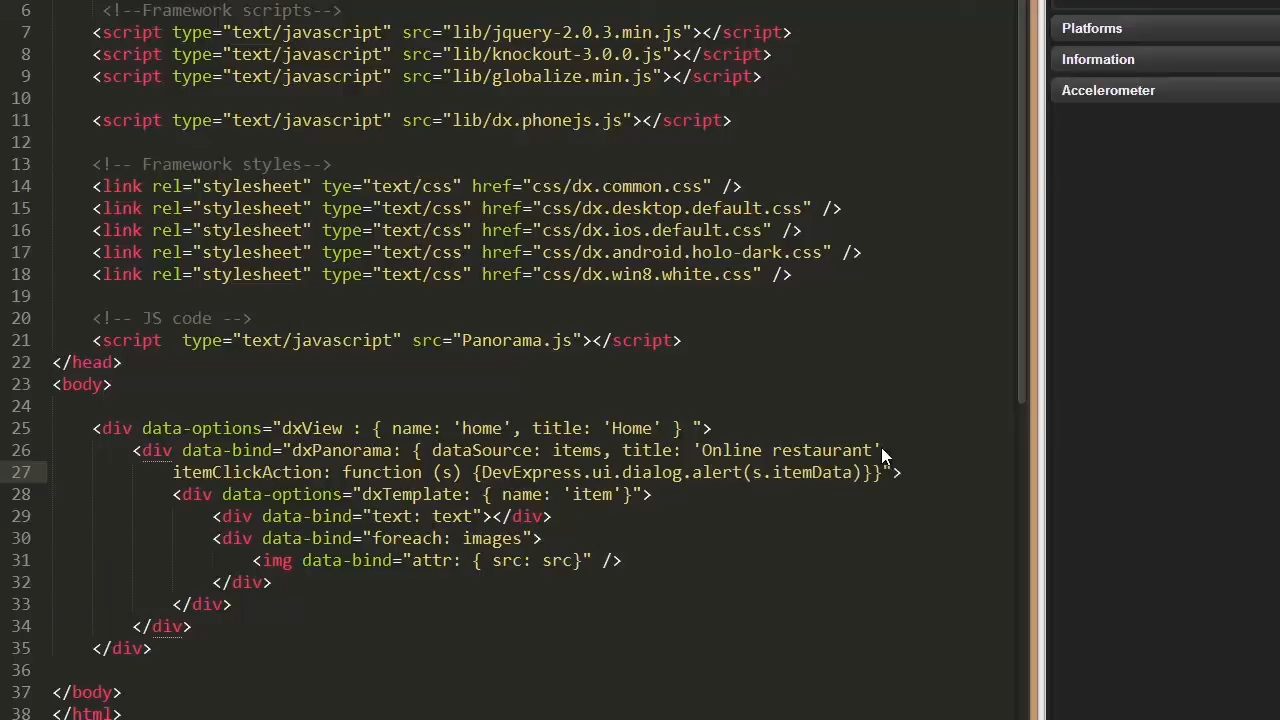 6 <!--Framework scripts-->
7 <script type="text/javascript" src="lib/jquery-2.0.3.min.js"></script>
8 <script type="text/javascript" src="lib/knockout-3.0.0.js"></script>
9 <script type="text/javascript" src="lib/globalize.min.js"></script>
10
11 <script type="text/javascript" src="lib/dx.phonejs.js"></script>
12
13 <!-- Framework styles-->
14 <link rel="stylesheet" tye="text/css" href="css/dx.common.css" />
15 <link rel="stylesheet" type="text/css" href="css/dx.desktop.default.css" />
16 <link rel="stylesheet" type="text/css" href="css/dx.ios.default.css" />
17 <link rel="stylesheet" type="text/css" href="css/dx.android.holo-dark.css" />
18 <link rel="stylesheet" type="text/css" href="css/dx.win8.white.css" />
19
20 <!-- JS code -->
21 <script  type="text/javascript" src="Panorama.js"></script>
22 </head>
23 <body>
24
25 <div data-options="dxView : { name: 'home', title: 'Home' } ">
26 <div data-bind="dxPanorama: { dataSource: items, title: 'Online restaurant'
27 itemClickAction: function (s) {DevExpress.ui.dialog.alert(s.itemData)}}">
28 <div data-options="dxTemplate: { name: 'item'}">
29 <div data-bind="text: text"></div>
30 <div data-bind="foreach: images">
31 <img data-bind="attr: { src: src}" />
32 </div>
33 </div>
34 </div>
35 </div>
36
37 </body>
38 </html>
Platforms
Information
Accelerometer